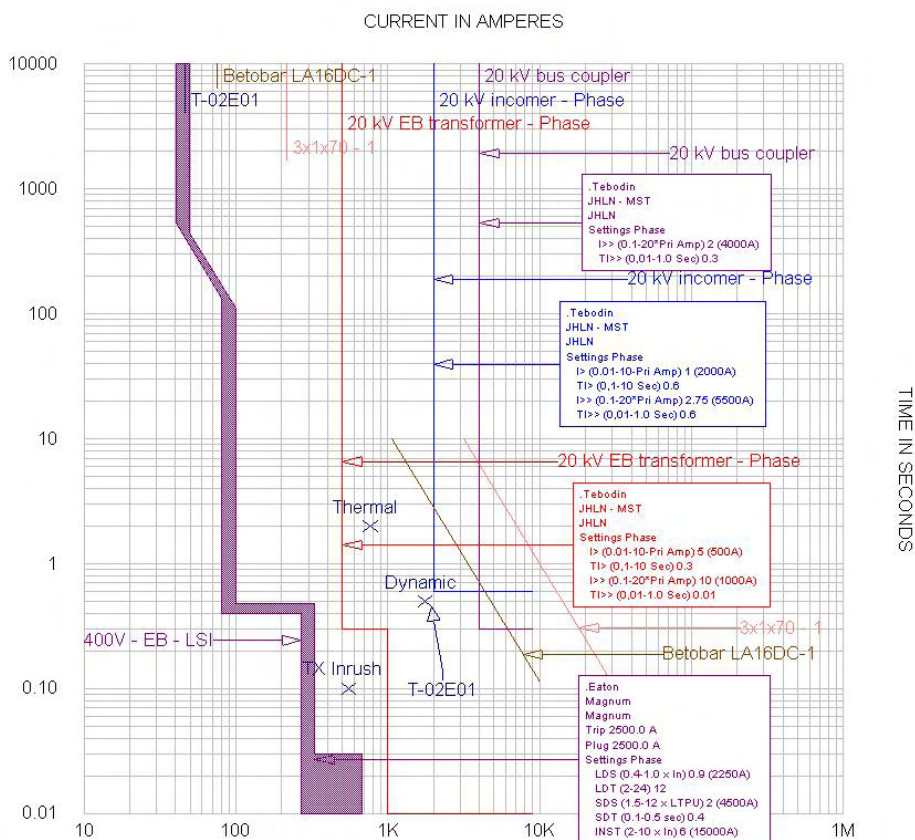 CURRENT IN AMPERES
10000
Betobar LA16DC-1
20 kV bus coupler
T-02E01
20 kV incomer - Phase
20 kV EB transformer - Phase
3x1x70 - 1
20 kV bus coupler
1000
.Tebodin
JHLN - MST
JHLN
Settings Phase
I>> (0.1-20*Pri Amp) 2 (4000A)
TI>> (0,01-1.0 Sec) 0.3
20 kV incomer - Phase
100
.Tebodin
JHLN - MST
JHLN
Settings Phase
I> (0.01-10-Pri Amp) 1 (2000A)
TI> (0,1-10 Sec) 0.6
I>> (0.1-20*Pri Amp) 2.75 (5500A)
TI>> (0,01-1.0 Sec) 0.6
TIME IN SECONDS
10
20 kV EB transformer - Phase
.Tebodin
JHLN - MST
JHLN
Settings Phase
I> (0.01-10-Pri Amp) 5 (500A)
TI> (0,1-10 Sec) 0.3
I>> (0.1-20*Pri Amp) 10 (1000A)
TI>> (0,01-1.0 Sec) 0.01
Thermal
1
Dynamic
3x1x70 - 1
400V - EB - LSI
Betobar LA16DC-1
TX Inrush
T-02E01
0.10
.Eaton
Magnum
Magnum
Trip 2500.0 A
Plug 2500.0 A
Settings Phase
LDS (0.4-1.0 x In) 0.9 (2250A)
LDT (2-24) 12
SDS (1.5-12 x LTPU) 2 (4500A)
SDT (0.1-0.5 sec) 0.4
INST (2-10 x In) 6 (15000A)
0.01
10
100
1K
10K
100K
1M